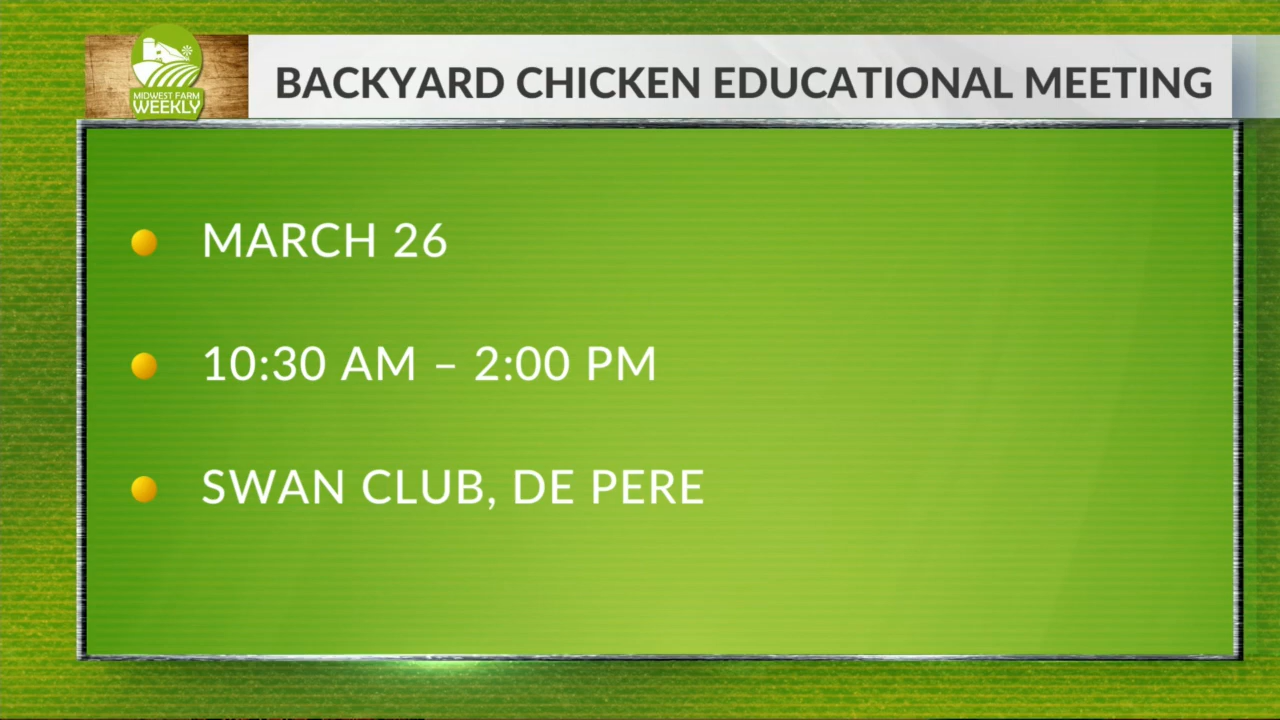 MIDWEST FARM
WEEKLY
BACKYARD CHICKEN EDUCATIONAL MEETING
MARCH 26
10:30 AM – 2:00 PM
SWAN CLUB, DE PERE